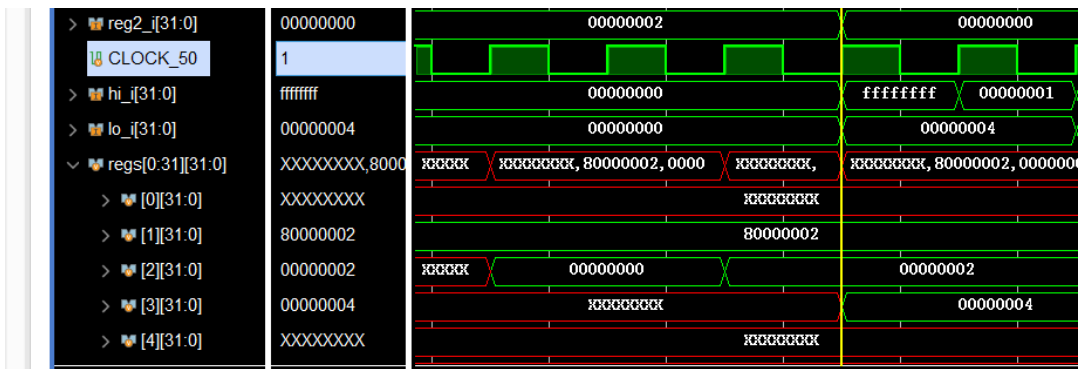 reg2_i[31:0] 00000000 00000002 00000000
CLOCK_50 1
hi_i[31:0] ffffffff 00000000 ffffffff 00000001
lo_i[31:0] 00000004 00000000 00000004
regs[0:31][31:0] XXXXXXXX,8000 XXXXX XXXXXXXX,80000002,0000 XXXXXXXX, XXXXXXXX,80000002,0000000
[0][31:0] XXXXXXXX XXXXXXXX
[1][31:0] 80000002 80000002
[2][31:0] 00000002 XXXXX 00000000 00000002
[3][31:0] 00000004 XXXXXXXX 00000004
[4][31:0] XXXXXXXX XXXXXXXX